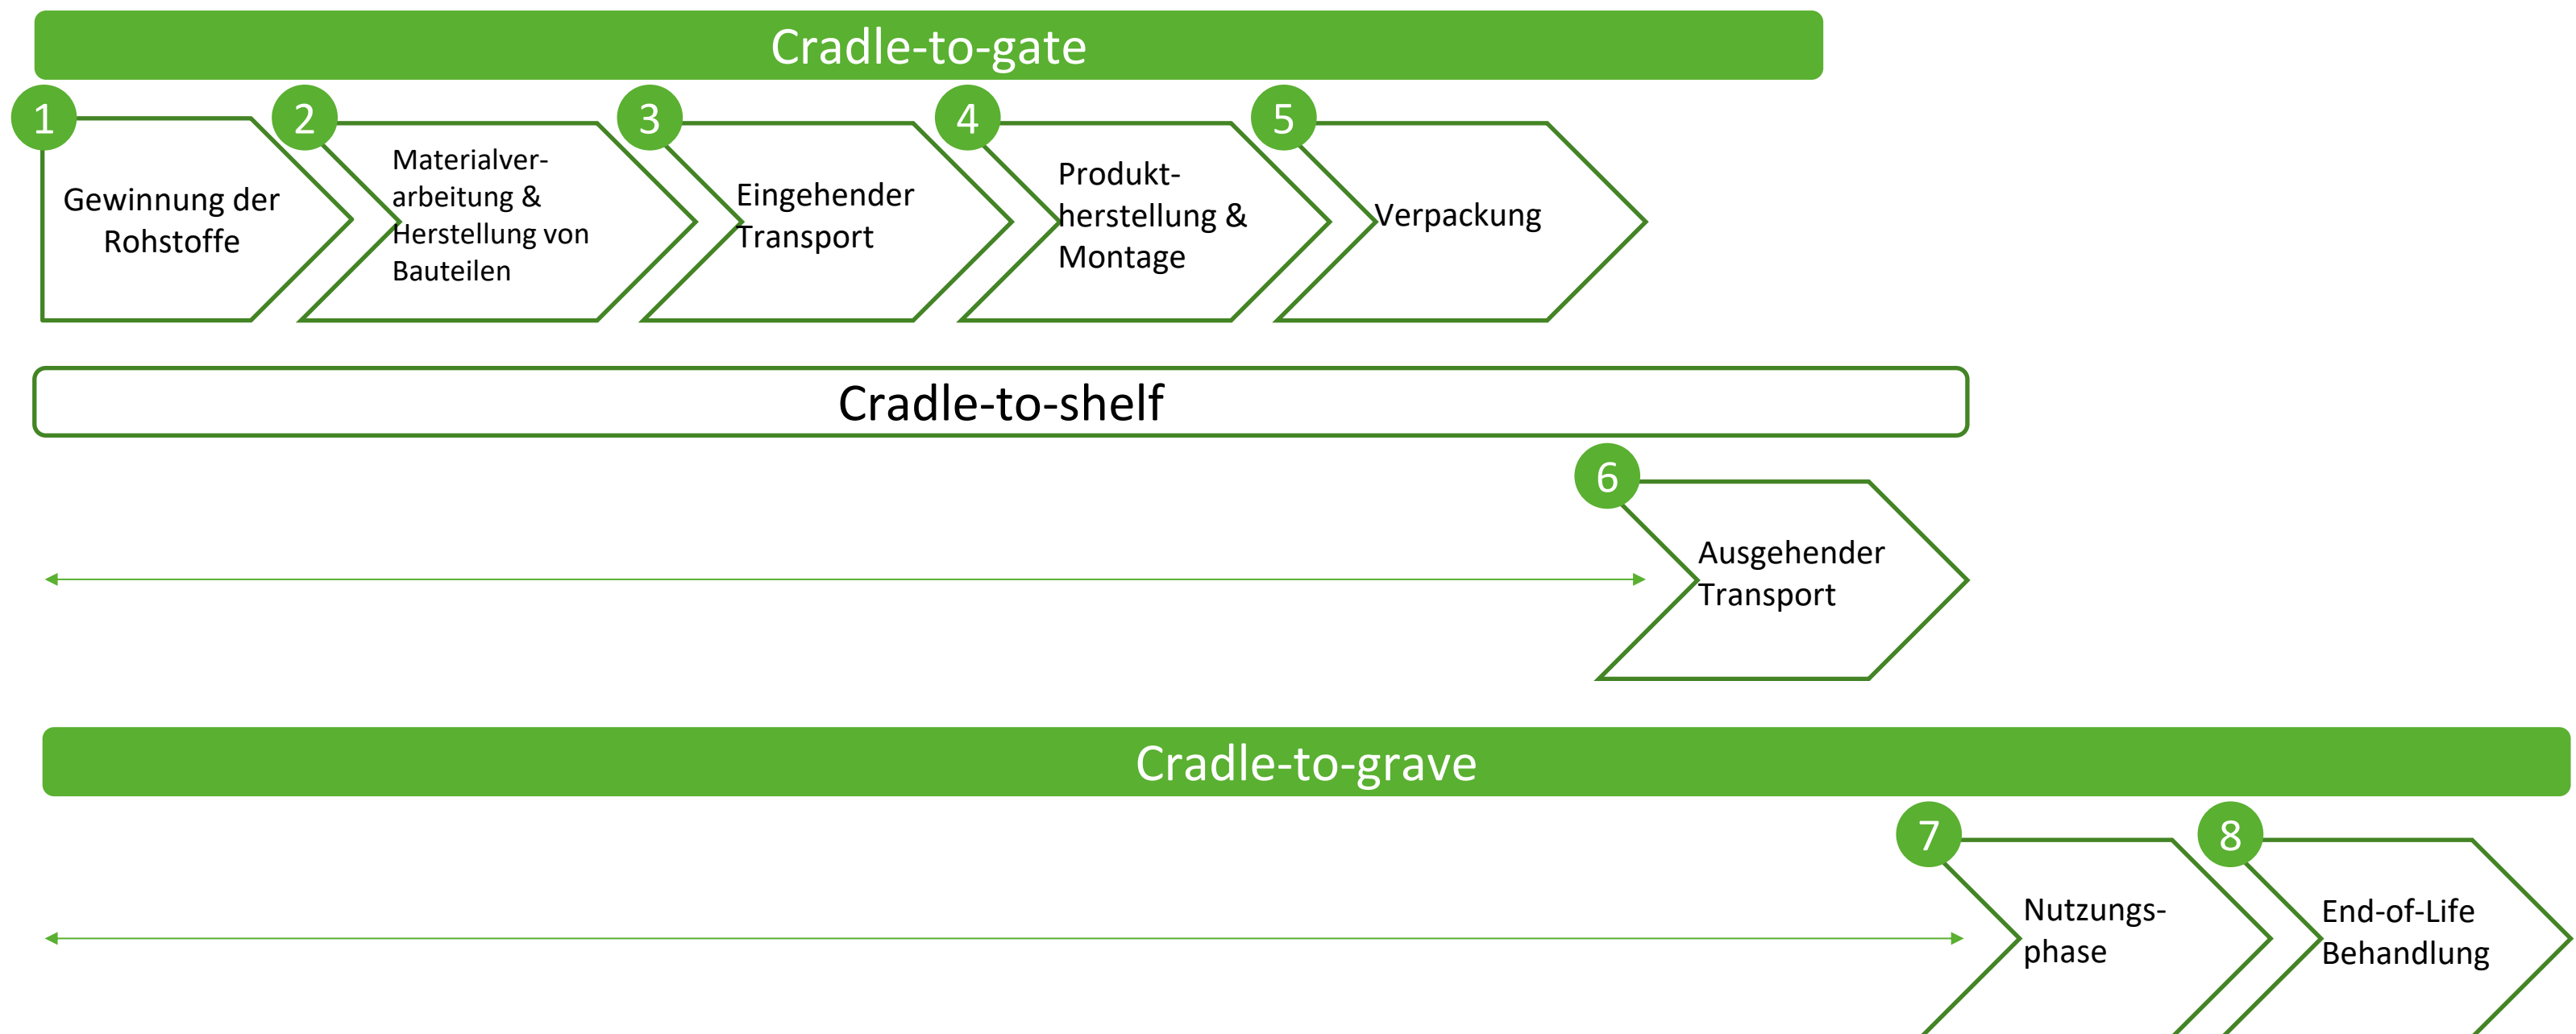 Cradle-to-gate
1
Gewinnung der
Rohstoffe
2
Materialver-
arbeitung &
Herstellung von
Bauteilen
3
Eingehender
Transport
4
Produkt-
herstellung &
Montage
5
Verpackung
Cradle-to-shelf
6
Ausgehender
Transport
Cradle-to-grave
7
Nutzungs-
phase
8
End-of-Life
Behandlung